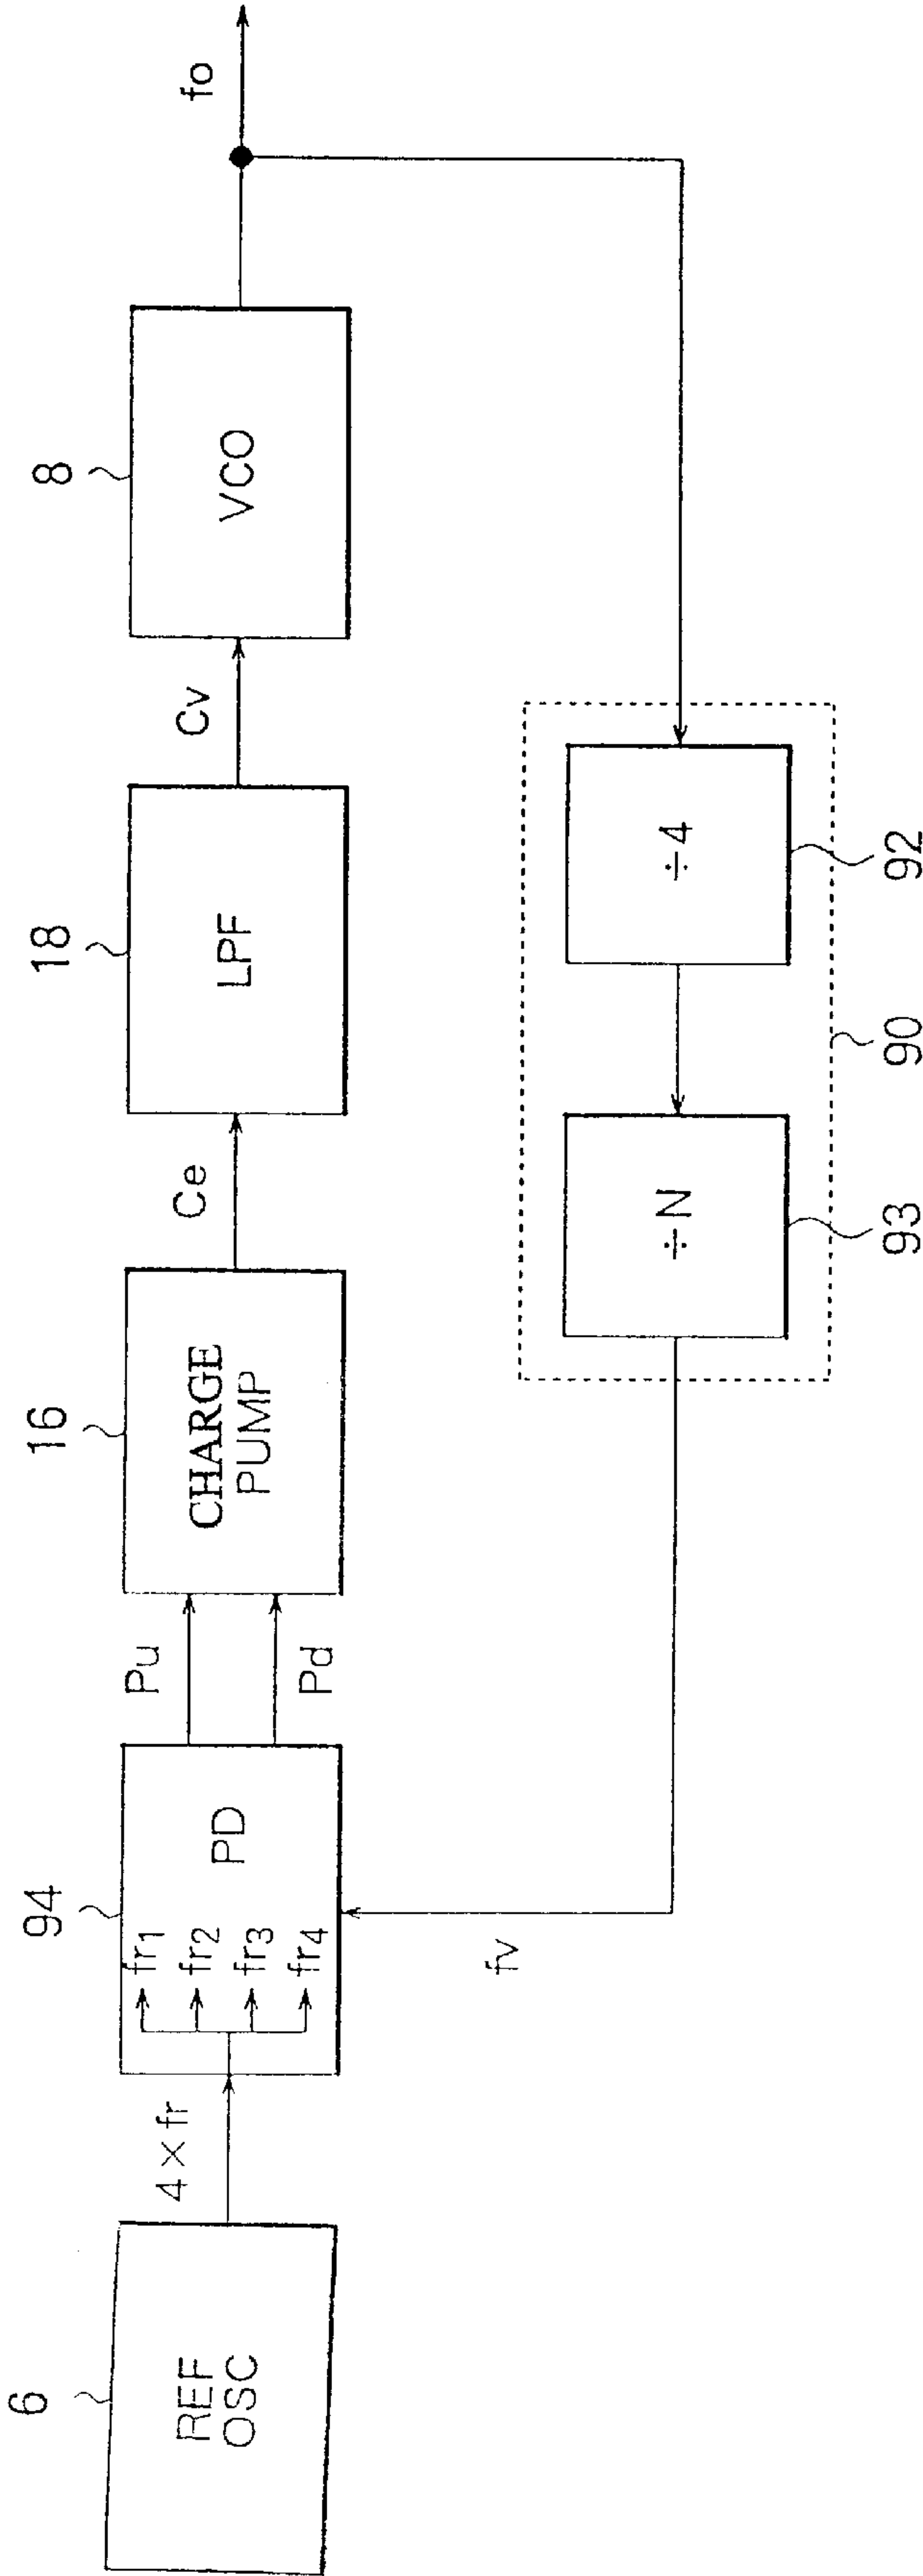 6
REF
OSC
4×fr
94
fr1
fr2
fr3
fr4
PD
Pu
Pd
16
CHARGE
PUMP
Ce
18
LPF
Cv
8
VCO
fo
fv
÷N
93
90
÷4
92